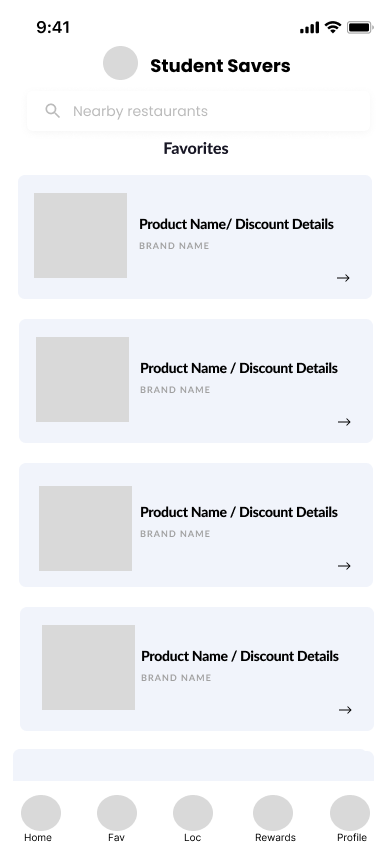 9:41
Student Savers
Nearby restaurants
Favorites
Product Name/ Discount Details
BRAND NAME
Product Name / Discount Details
BRAND NAME
Product Name / Discount Details
BRAND NAME
Product Name / Discount Details
BRAND NAME
Home Fav Loc Rewards Profile